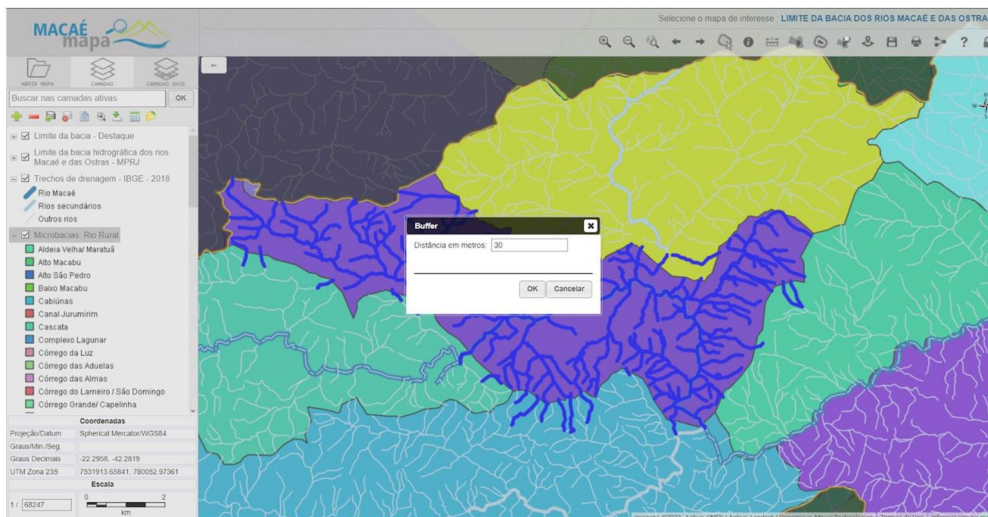 MACAÉ
mapa
Selecione o mapa de interesse LIMITE DA BACIA DOS RIOS MACAÉ E DAS OSTRA
ABRIR MAPA
CAMADAS
CAMADAS BASE
Buscar nas camadas ativas
OK
Limite da bacia - Destaque
Limite da bacia hidrográfica dos rios
Macaé e das Ostras - MPRJ
Trechos de drenagem - IBGE - 2018
Rio Macaé
Rios secundários
Outros rios
Microbacias: Rio Rural
Aldeia Velha/ Maratuã
Alto Macabu
Alto São Pedro
Baixo Macabu
Cabiúnas
Canal Jurumirim
Cascata
Complexo Lagunar
Córrego da Luz
Córrego das Aduelas
Córrego das Almas
Córrego do Lameiro / São Domingo
Córrego Grande/ Capelinha
Coordenadas
Projeção/Datum Spherical Mercator/WGS84
Graus/Min./Seg.
Graus Decimais -22.2958, -42.2819
UTM Zona 23S 7531913.65841, 780052.97361
Escala
1 / 68247
0 2
km
Buffer
Distância em metros: 30
OK Cancelar